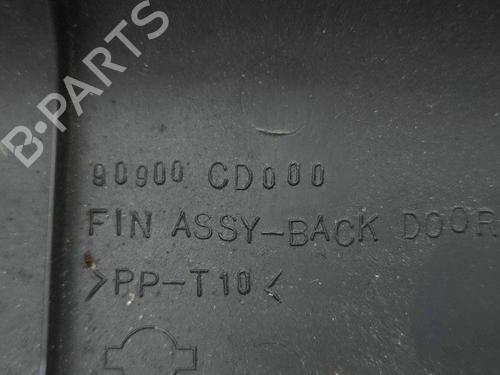 B-PARTS
90900 CD000
FIN ASSY-BACK DOOR
>PP-T10<